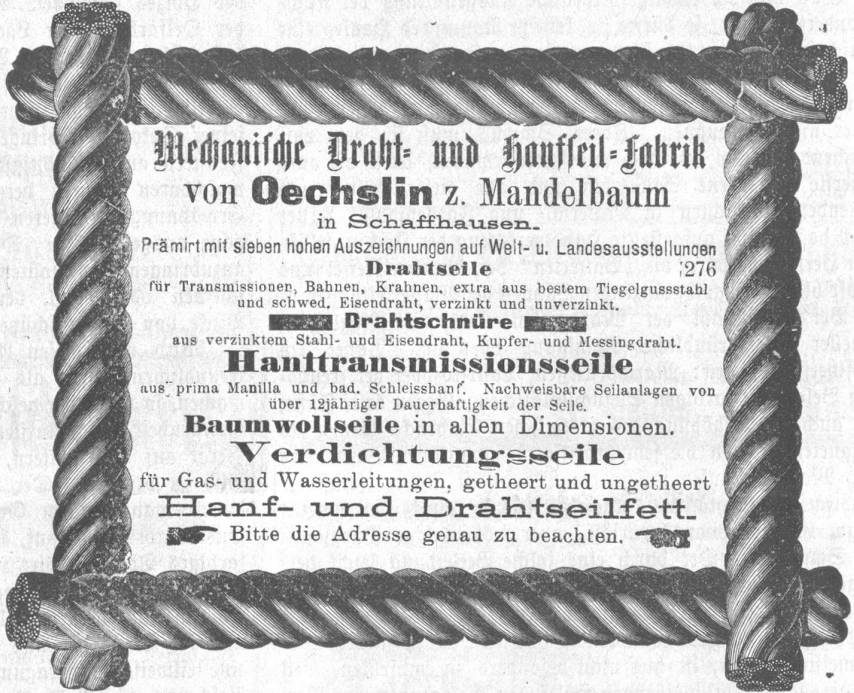 Mechanische Draht- und Hanfseil-Fabrik
von Oechslin z. Mandelbaum
in Schaffhausen.
Prämirt mit sieben hohen Auszeichnungen auf Welt- u. Landesausstellungen
Drahtseile 276
für Transmissionen, Bahnen, Krahnen, extra aus bestem Tiegelgussstahl
und schwed. Eisendraht, verzinkt und unverzinkt.
Drahtschnüre
aus verzinktem Stahl- und Eisendraht, Kupfer- und Messingdraht.
Hanftransmissionsseile
aus prima Manilla und bad. Schleisshanf. Nachweisbare Seilanlagen von
über 12jähriger Dauerhaftigkeit der Seile.
Baumwollseile in allen Dimensionen.
Verdichtungsseile
für Gas- und Wasserleitungen, getheert und ungetheert
Hanf- und Drahtseilfett.
Bitte die Adresse genau zu beachten.